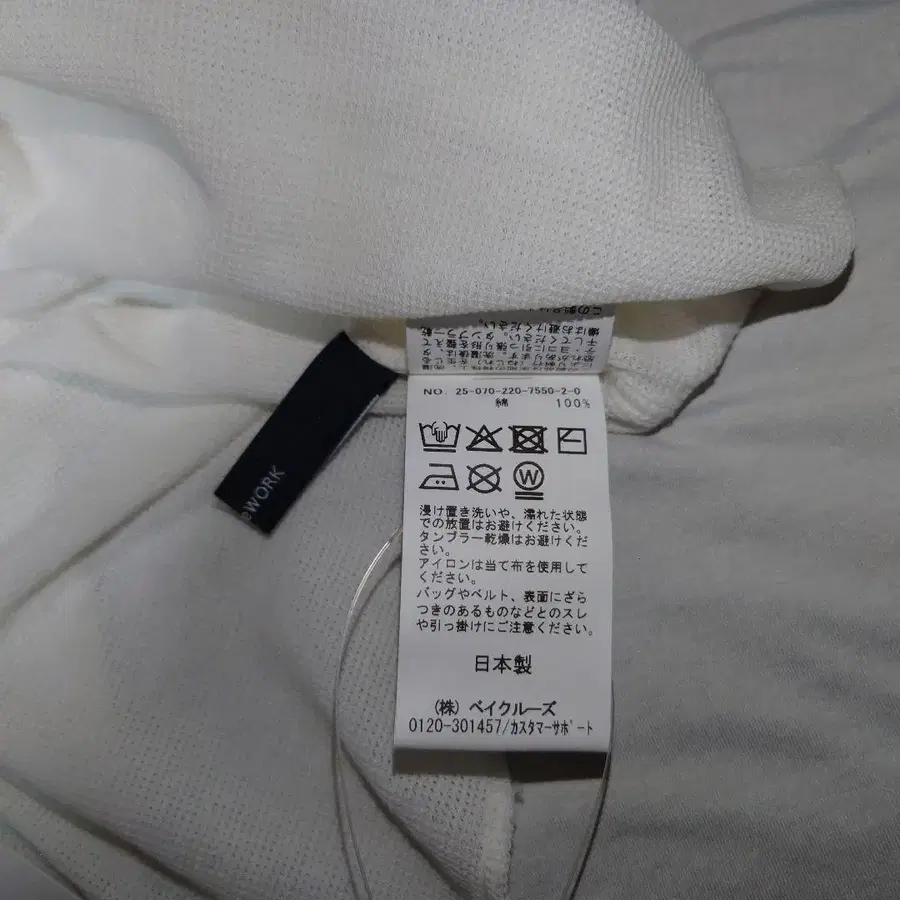 NO. 25-070-220-7550-2-0
綿 100%
浸け置き洗いや、濡れた状態
での放置はお避けください。
タンブラー乾燥はお避けくだ
さい。
アイロンは当て布を使用して
ください。
バッグやベルト、表面にざら
つきのあるものなどとのスレ
や引っ掛けにご注意ください。
日本製
(株) ベイクルーズ
0120-301457/カスタマーサポート
eWORK
W